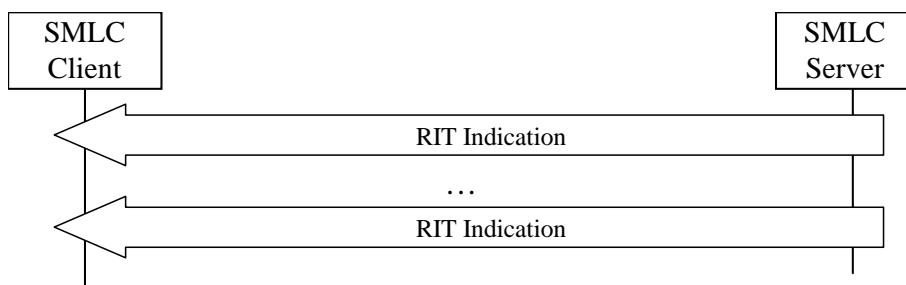 SMLC
Client
SMLC
Server
RIT Indication
…
RIT Indication